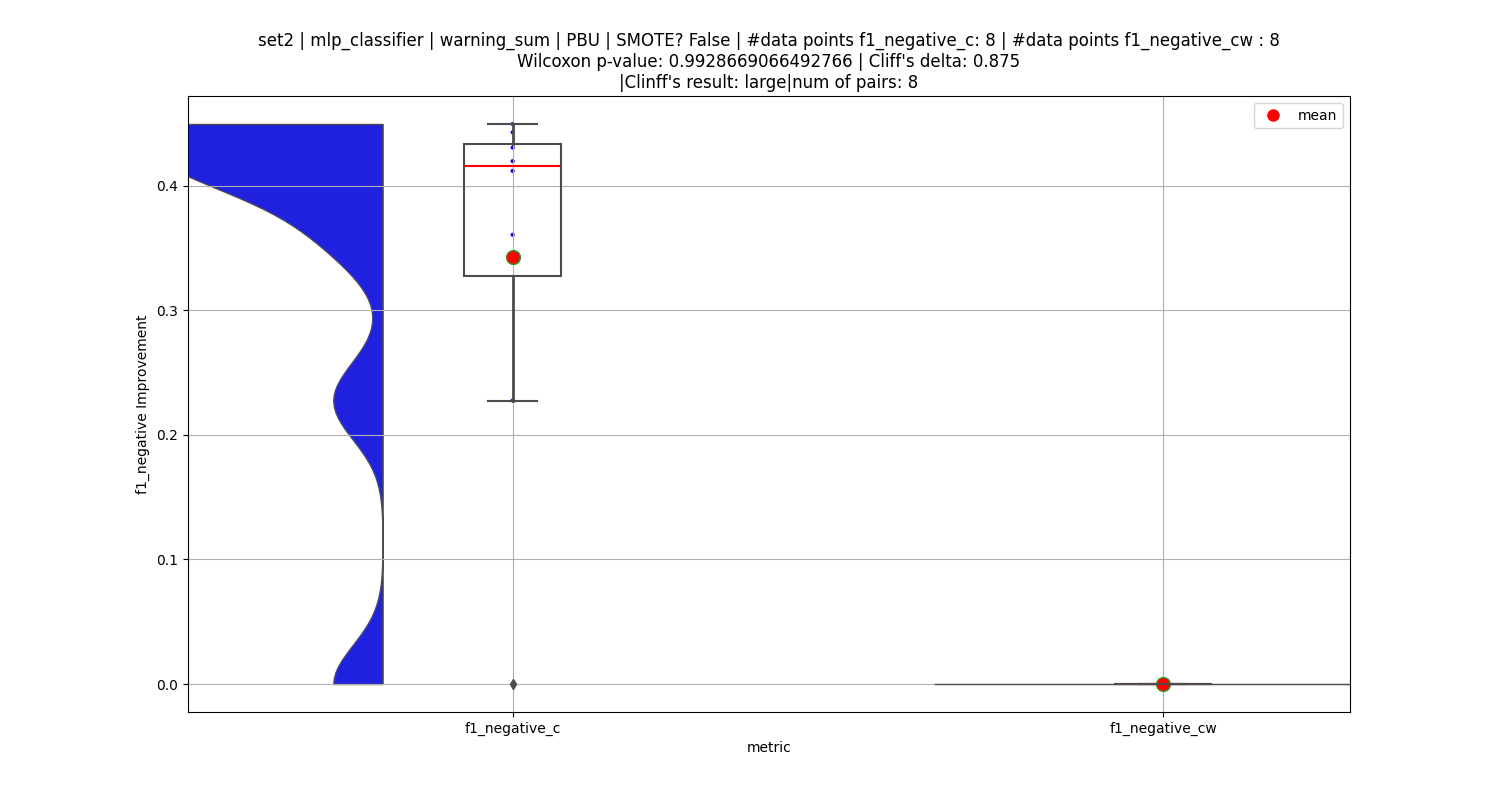 set2 | mlp_classifier | warning_sum | PBU | SMOTE? False | #data points f1_negative_c: 8 | #data points f1_negative_cw : 8
Wilcoxon p-value: 0.9928669066492766 | Cliff's delta: 0.875
|Clinff's result: large|num of pairs: 8
mean
0.4
0.3
0.2
0.1
0.0
f1_negative Improvement
f1_negative_c
f1_negative_cw
metric